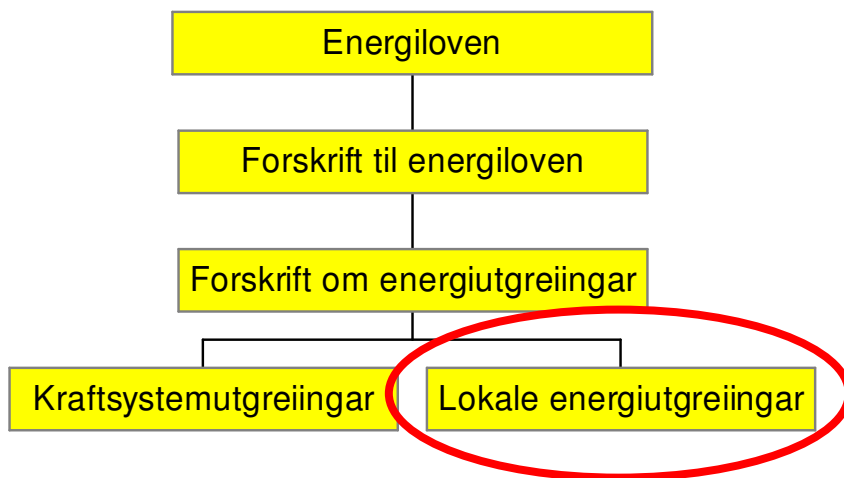 Energiloven
Forskrift til energiloven
Forskrift om energiutgreiingar
Kraftsystemutgreiingar
Lokale energiutgreiingar